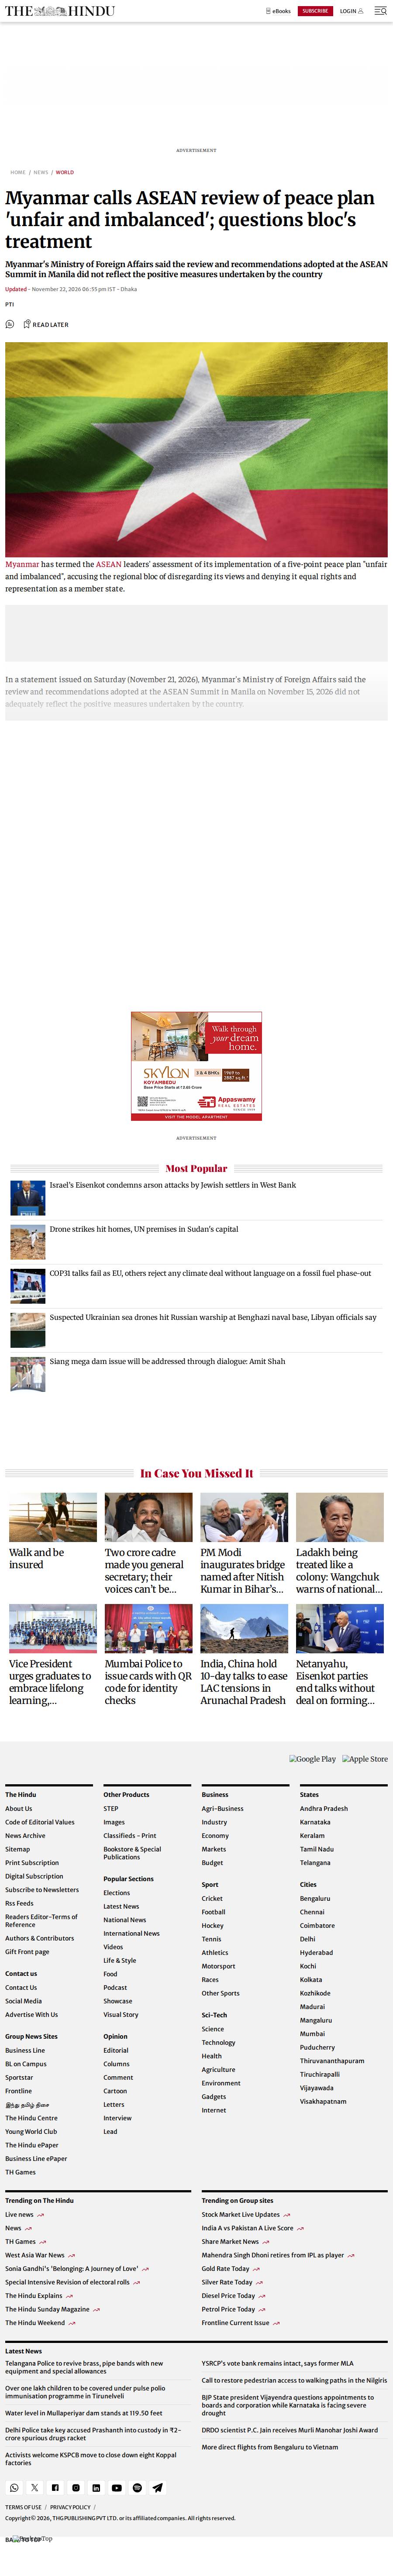 THE HINDU
eBooks SUBSCRIBE LOGIN
ADVERTISEMENT
HOME / NEWS / WORLD
Myanmar calls ASEAN review of peace plan
'unfair and imbalanced'; questions bloc's
treatment
Myanmar's Ministry of Foreign Affairs said the review and recommendations adopted at the ASEAN
Summit in Manila did not reflect the positive measures undertaken by the country
Updated - November 22, 2026 06:55 pm IST - Dhaka
PTI
READ LATER
Myanmar has termed the ASEAN leaders' assessment of its implementation of a five-point peace plan "unfair
and imbalanced", accusing the regional bloc of disregarding its views and denying it equal rights and
representation as a member state.
In a statement issued on Saturday (November 21, 2026), Myanmar's Ministry of Foreign Affairs said the
review and recommendations adopted at the ASEAN Summit in Manila on November 15, 2026 did not
adequately reflect the positive measures undertaken by the country.
Walk through
your dream
home.
SKYLON
KOYAMBEDU
3 & 4 BHKs
1969 to
2887 sq.ft.
Base Price Starts at ₹2.65 Crore
Appaswamy
REAL ESTATES
VISIT THE MODEL APARTMENT
ADVERTISEMENT
Most Popular
Israel's Eisenkot condemns arson attacks by Jewish settlers in West Bank
Drone strikes hit homes, UN premises in Sudan's capital
COP31 talks fail as EU, others reject any climate deal without language on a fossil fuel phase-out
Suspected Ukrainian sea drones hit Russian warship at Benghazi naval base, Libyan officials say
Siang mega dam issue will be addressed through dialogue: Amit Shah
In Case You Missed It
Walk and be
insured
Two crore cadre
made you general
secretary; their
voices can't be...
PM Modi
inaugurates bridge
named after Nitish
Kumar in Bihar's...
Ladakh being
treated like a
colony: Wangchuk
warns of national...
Vice President
urges graduates to
embrace lifelong
learning,...
Mumbai Police to
issue cards with QR
code for identity
checks
India, China hold
10-day talks to ease
LAC tensions in
Arunachal Pradesh
Netanyahu,
Eisenkot parties
end talks without
deal on forming...
Google Play Apple Store
The Hindu
About Us
Code of Editorial Values
News Archive
Sitemap
Print Subscription
Digital Subscription
Subscribe to Newsletters
Rss Feeds
Readers Editor-Terms of
Reference
Authors & Contributors
Gift Front page
Contact us
Contact Us
Social Media
Advertise With Us
Group News Sites
Business Line
BL on Campus
Sportstar
Frontline
இந்து தமிழ் திசை
The Hindu Centre
Young World Club
The Hindu ePaper
Business Line ePaper
TH Games
Other Products
STEP
Images
Classifieds - Print
Bookstore & Special
Publications
Popular Sections
Elections
Latest News
National News
International News
Videos
Life & Style
Food
Podcast
Showcase
Visual Story
Opinion
Editorial
Columns
Comment
Cartoon
Letters
Interview
Lead
Business
Agri-Business
Industry
Economy
Markets
Budget
Sport
Cricket
Football
Hockey
Tennis
Athletics
Motorsport
Races
Other Sports
Sci-Tech
Science
Technology
Health
Agriculture
Environment
Gadgets
Internet
States
Andhra Pradesh
Karnataka
Keralam
Tamil Nadu
Telangana
Cities
Bengaluru
Chennai
Coimbatore
Delhi
Hyderabad
Kochi
Kolkata
Kozhikode
Madurai
Mangaluru
Mumbai
Puducherry
Thiruvananthapuram
Tiruchirapalli
Vijayawada
Visakhapatnam
Trending on The Hindu
Live news
News
TH Games
West Asia War News
Sonia Gandhi's 'Belonging: A Journey of Love'
Special Intensive Revision of electoral rolls
The Hindu Explains
The Hindu Sunday Magazine
The Hindu Weekend
Trending on Group sites
Stock Market Live Updates
India A vs Pakistan A Live Score
Share Market News
Mahendra Singh Dhoni retires from IPL as player
Gold Rate Today
Silver Rate Today
Diesel Price Today
Petrol Price Today
Frontline Current Issue
Latest News
Telangana Police to revive brass, pipe bands with new
equipment and special allowances
Over one lakh children to be covered under pulse polio
immunisation programme in Tirunelveli
Water level in Mullaperiyar dam stands at 119.50 feet
Delhi Police take key accused Prashanth into custody in ₹2-
crore spurious drugs racket
Activists welcome KSPCB move to close down eight Koppal
factories
YSRCP's vote bank remains intact, says former MLA
Call to restore pedestrian access to walking paths in the Nilgiris
BJP State president Vijayendra questions appointments to
boards and corporation while Karnataka is facing severe
drought
DRDO scientist P.C. Jain receives Murli Manohar Joshi Award
More direct flights from Bengaluru to Vietnam
TERMS OF USE / PRIVACY POLICY /
Copyright© 2026, THG PUBLISHING PVT LTD. or its affiliated companies. All rights reserved.
BACK TO TOP
Back to Top